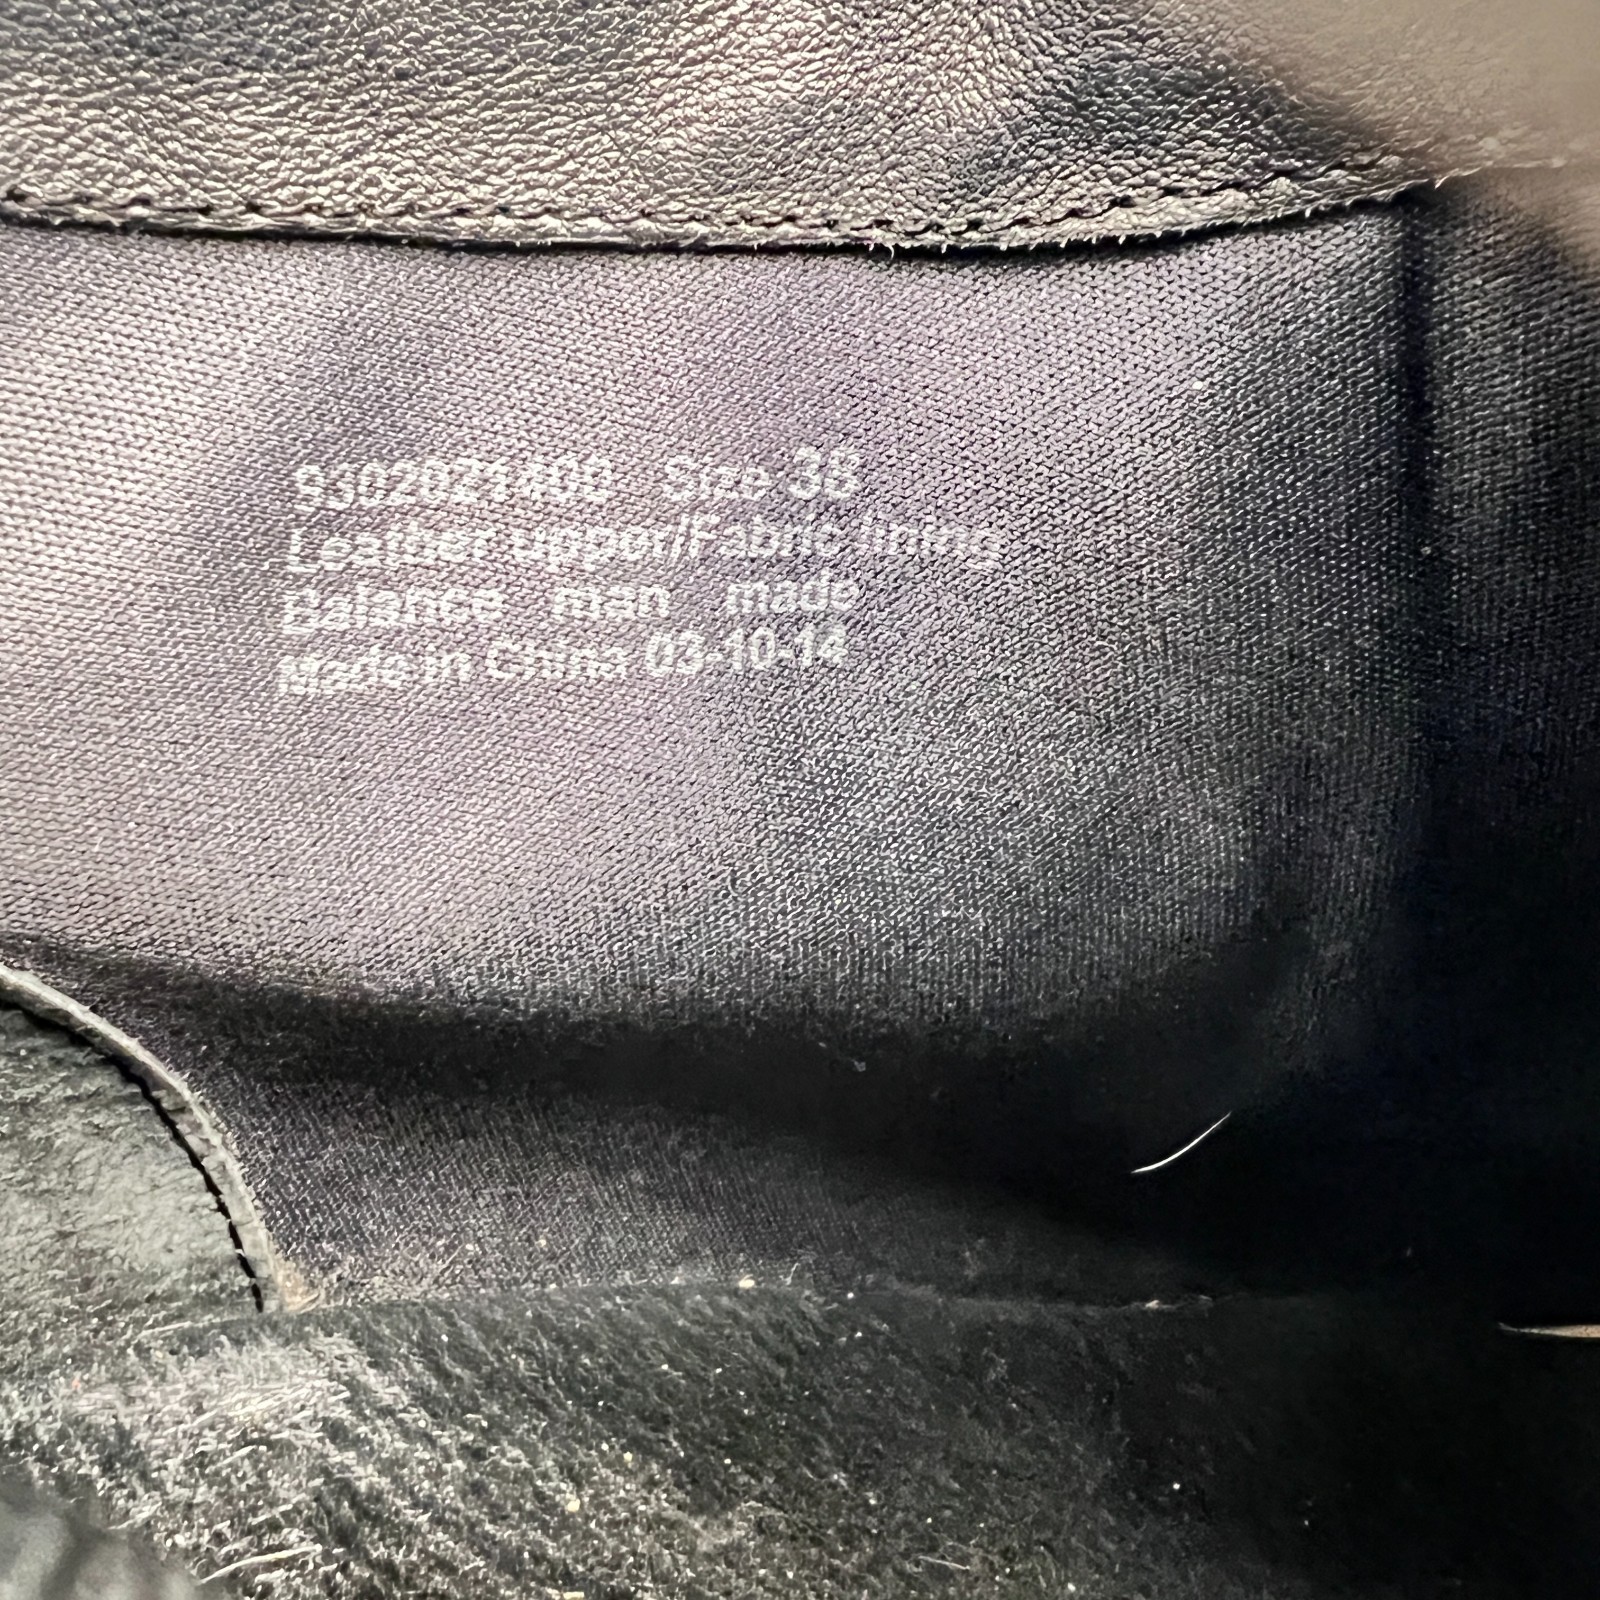 9302021400 Size 38
Leather upper/Fabric lining
Balance man made
Made in China 03-10-14